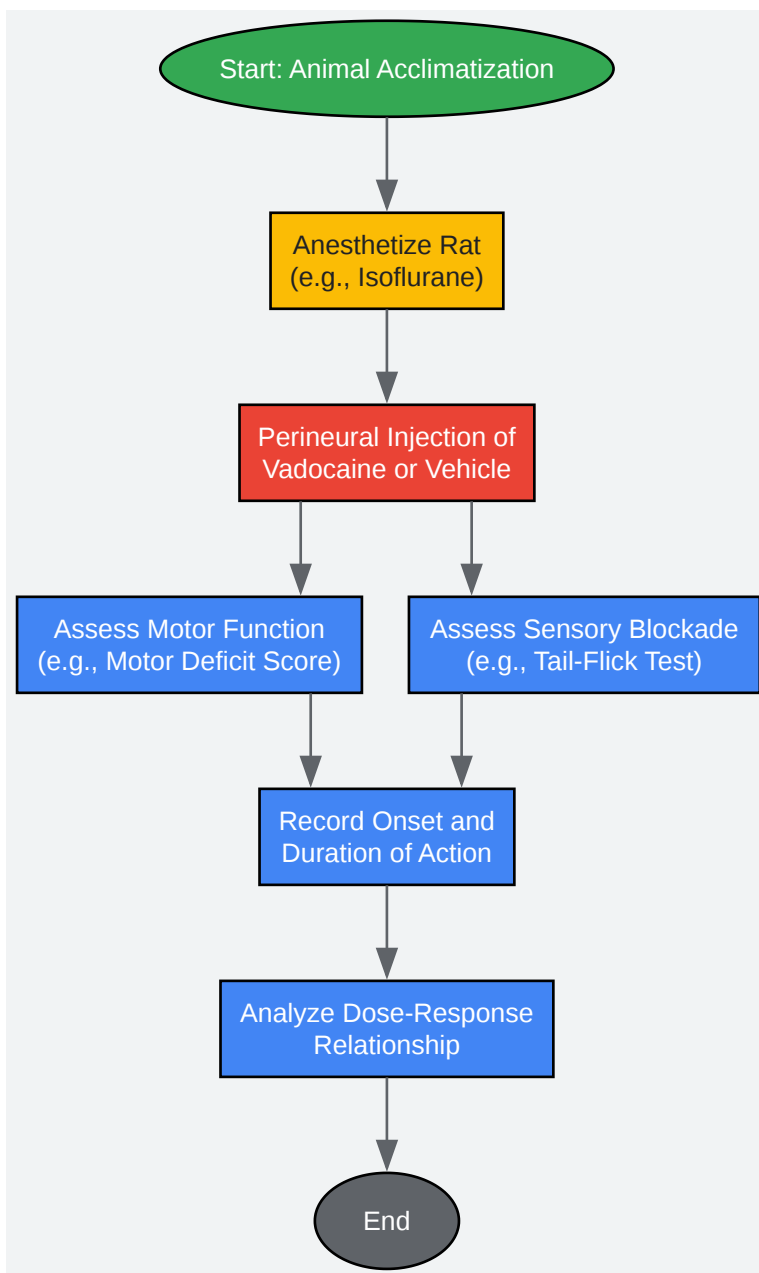 Start: Animal Acclimatization
Anesthetize Rat
(e.g., Isoflurane)
Perineural Injection of
Vadocaine or Vehicle
Assess Motor Function
(e.g., Motor Deficit Score)
Assess Sensory Blockade
(e.g., Tail-Flick Test)
Record Onset and
Duration of Action
Analyze Dose-Response
Relationship
End